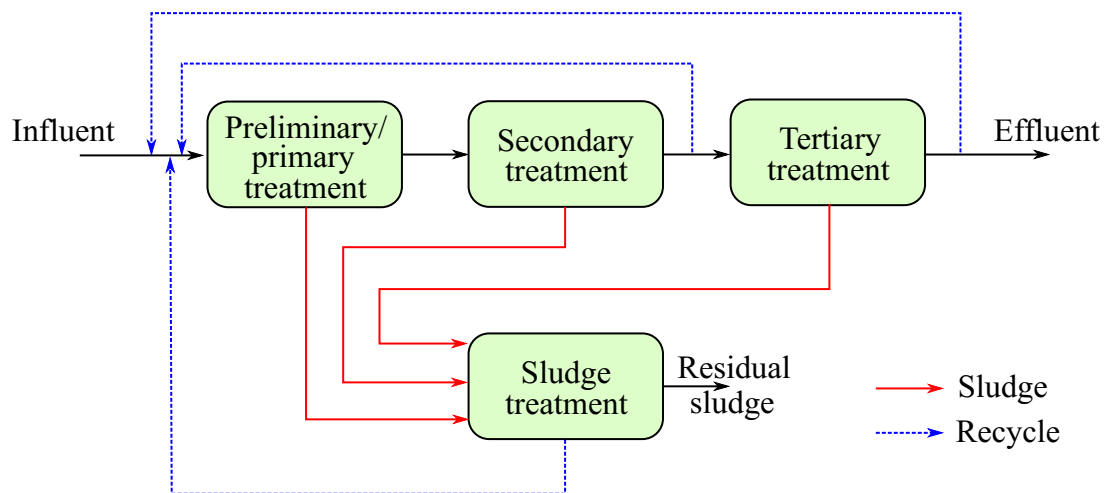 Influent
Preliminary/
primary
treatment
Secondary
treatment
Tertiary
treatment
Effluent
Sludge
treatment
Residual
sludge
Sludge
Recycle